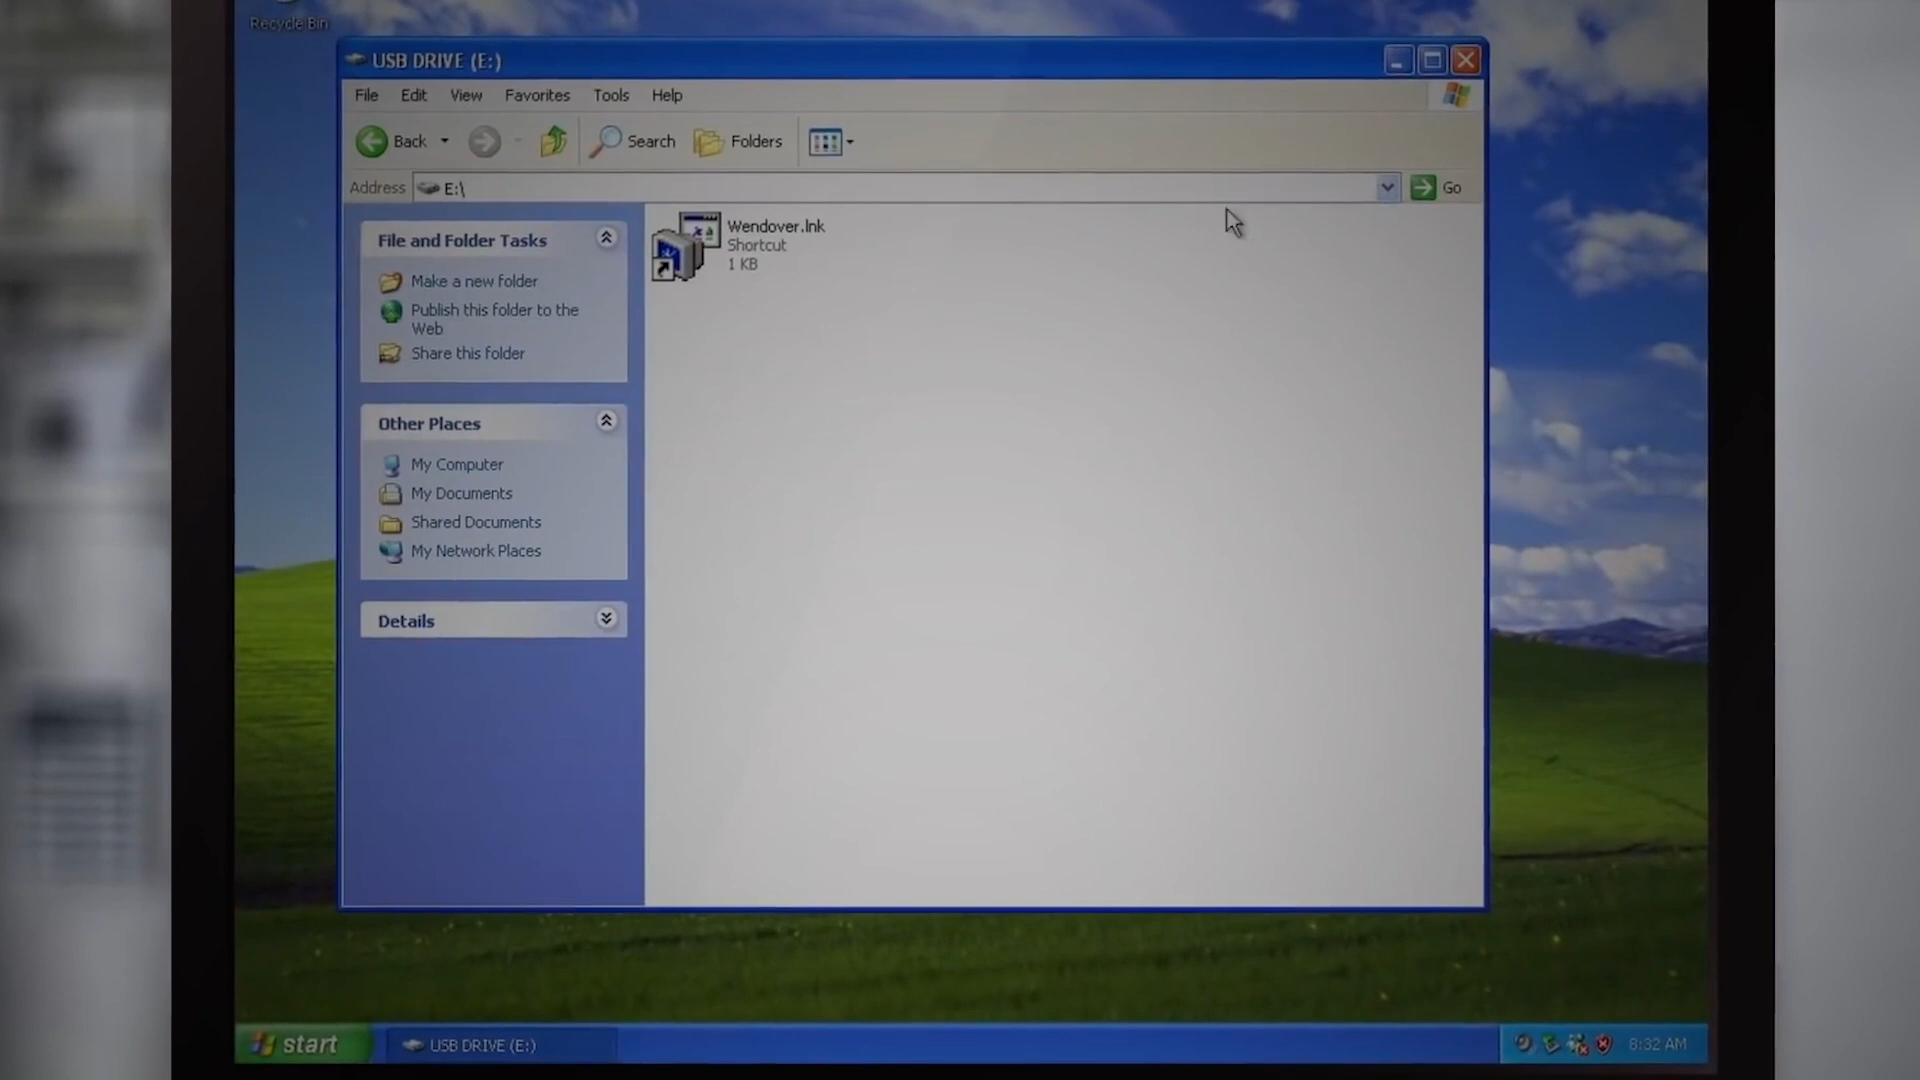 Recycle Bin
USB DRIVE (E:)
File Edit View Favorites Tools Help
Back Search Folders
Address E:\ Go
File and Folder Tasks
Make a new folder
Publish this folder to the
Web
Share this folder
Other Places
My Computer
My Documents
Shared Documents
My Network Places
Details
Wendover.lnk
Shortcut
1 KB
start USB DRIVE (E:) 8:32 AM